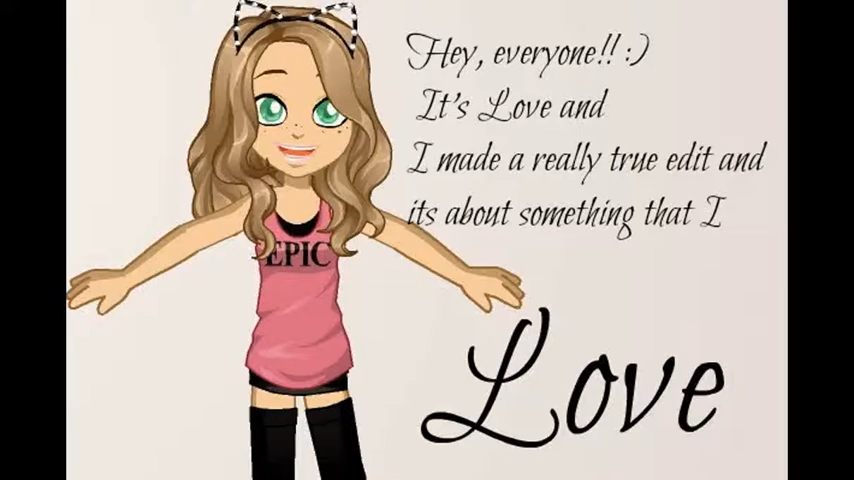 Hey, everyone!! :)
It's Love and
I made a really true edit and
its about something that I
EPIC
Love